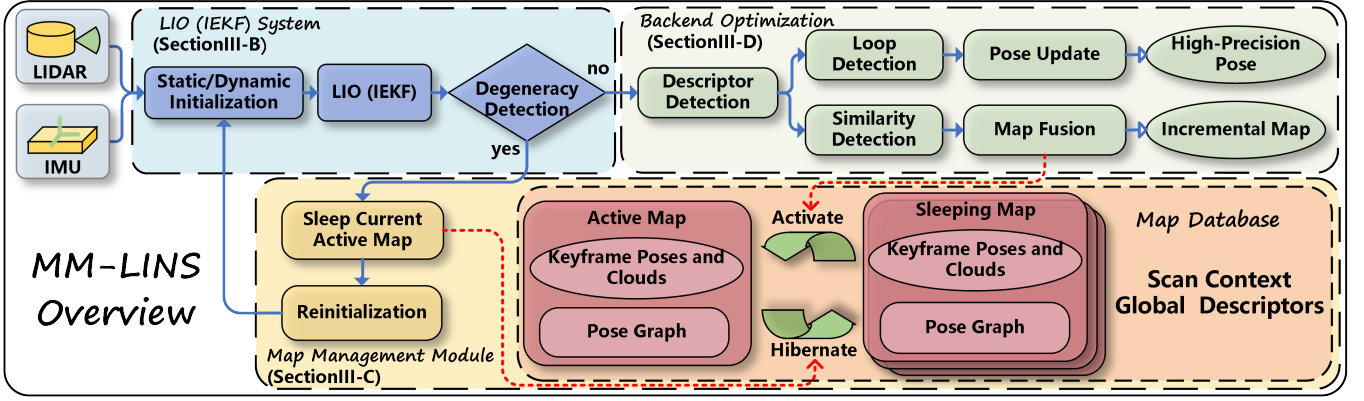 LIDAR
IMU
LIO (IEKF) System
(SectionIII-B)
Static/Dynamic
Initialization
LIO (IEKF)
Degeneracy
Detection
no
yes
Backend Optimization
(SectionIII-D)
Descriptor
Detection
Loop
Detection
Pose Update
High-Precision
Pose
Similarity
Detection
Map Fusion
Incremental Map
MM-LINS
Overview
Sleep Current
Active Map
Reinitialization
Map Management Module
(SectionIII-C)
Active Map
Keyframe Poses and
Clouds
Pose Graph
Activate
Hibernate
Sleeping Map
Keyframe Poses and
Clouds
Pose Graph
Map Database
Scan Context
Global Descriptors